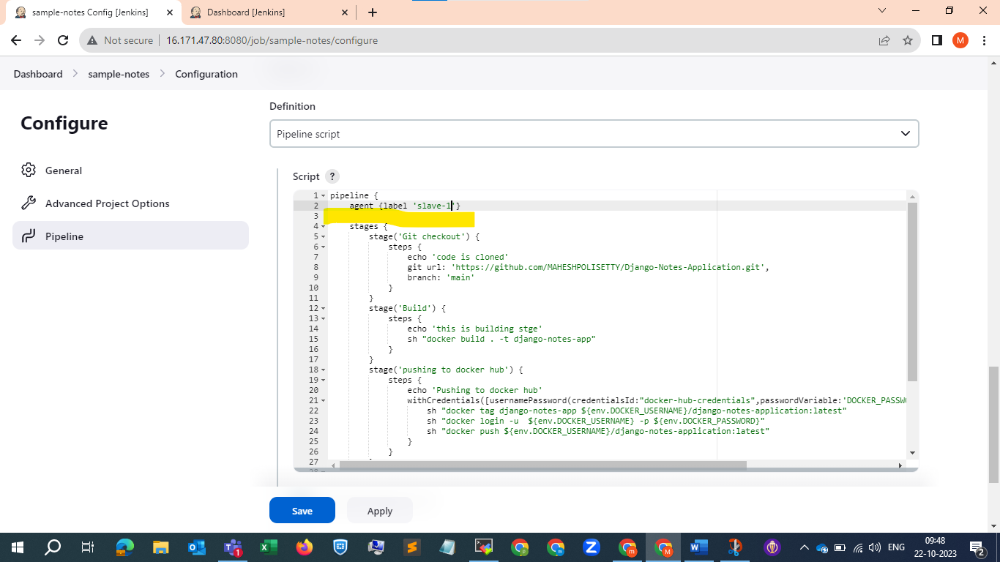 sample-notes Config [Jenkins]
Dashboard [Jenkins]
Not secure
16.171.47.80:8080/job/sample-notes/configure
M
Dashboard
sample-notes
Configuration
Configure
General
Advanced Project Options
Pipeline
Definition
Pipeline script
Script ?
1 pipeline {
2 agent {label 'slave-1'}
3
4 stages {
5 stage('Git checkout') {
6 steps {
7 echo 'code is cloned'
8 git url: 'https://github.com/MAHESHPOLISETTY/Django-Notes-Application.git',
9 branch: 'main'
10 }
11 }
12 stage('Build') {
13 steps {
14 echo 'this is building stge'
15 sh "docker build . -t django-notes-app"
16 }
17 }
18 stage('pushing to docker hub') {
19 steps {
20 echo 'Pushing to docker hub'
21 withCredentials([usernamePassword(credentialsId:"docker-hub-credentials",passwordVariable:"DOCKER_PASSW
22 sh "docker tag django-notes-app ${env.DOCKER_USERNAME}/django-notes-application:latest"
23 sh "docker login -u  ${env.DOCKER_USERNAME} -p ${env.DOCKER_PASSWORD}"
24 sh "docker push ${env.DOCKER_USERNAME}/django-notes-application:latest"
25 }
26 }
27
Save
Apply
ENG
09:48
22-10-2023
2